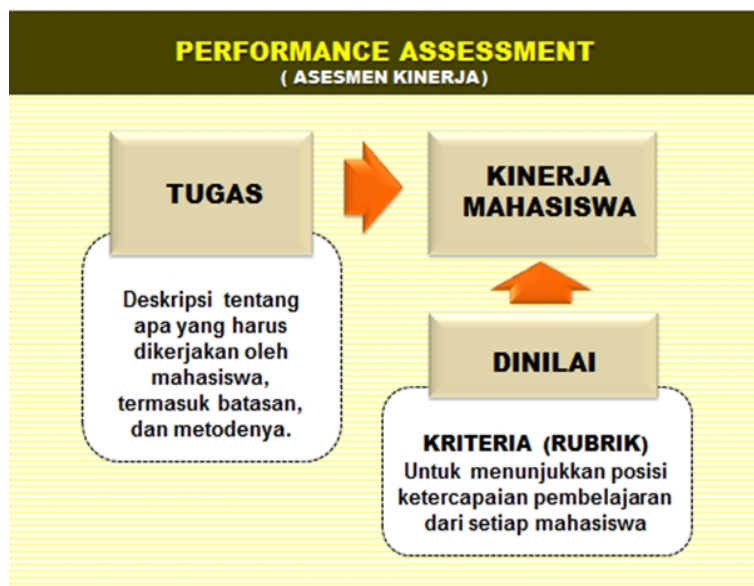 PERFORMANCE ASSESSMENT
( ASESMEN KINERJA)
TUGAS
Deskripsi tentang
apa yang harus
dikerjakan oleh
mahasiswa,
termasuk batasan,
dan metodenya.
KINERJA
MAHASISWA
DINILAI
KRITERIA (RUBRIK)
Untuk menunjukkan posisi
ketercapaian pembelajaran
dari setiap mahasiswa